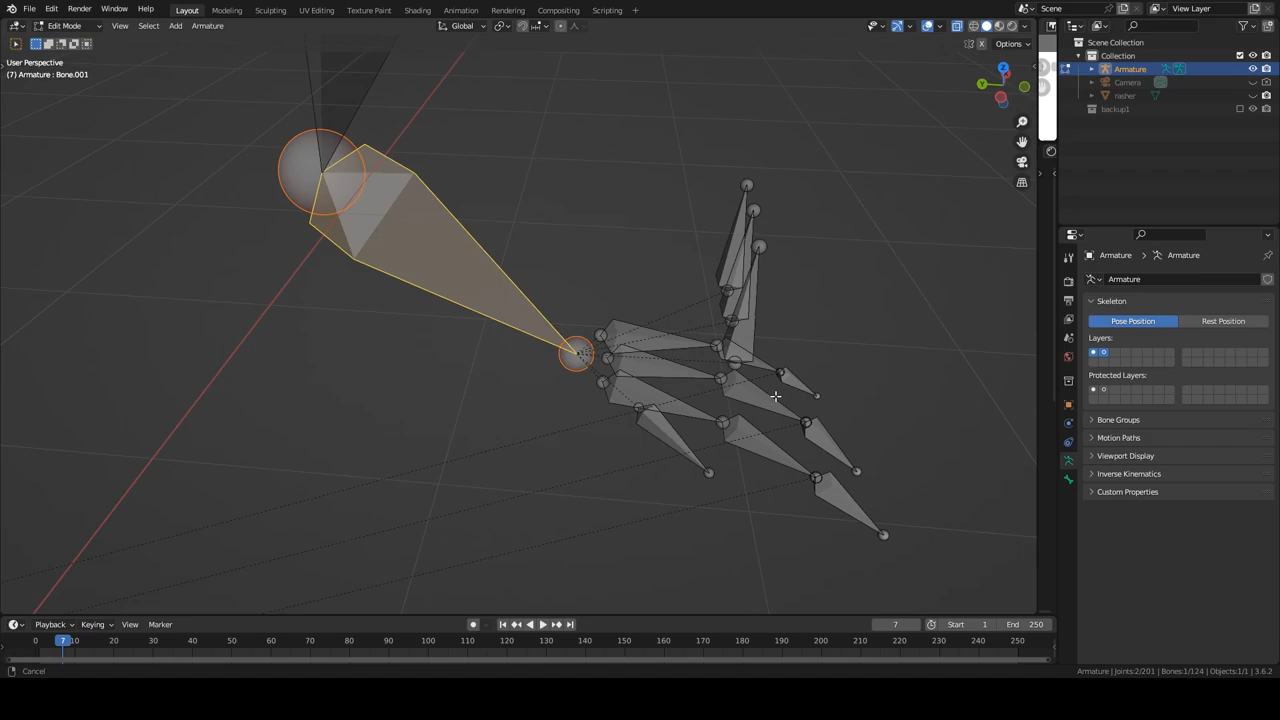 File Edit Render Window Help Layout Modeling Sculpting UV Editing Texture Paint Shading Animation Rendering Compositing Scripting + Scene View Layer
Edit Mode View Select Add Armature Global
X Options
User Perspective
(7) Armature : Bone.001
Z
Y
Scene Collection
Collection
Armature
Camera
rasher
backup1
Armature > Armature
Armature
Skeleton
Pose Position Rest Position
Layers:
Protected Layers:
Bone Groups
Motion Paths
Viewport Display
Inverse Kinematics
Custom Properties
Playback Keying View Marker 7 Start 1 End 250
0 7 10 20 30 40 50 60 70 80 90 100 110 120 130 140 150 160 170 180 190 200 210 220 230 240 250
Cancel Armature | Joints:2/201 | Bones:1/124 | Objects:1/1 | 3.6.2